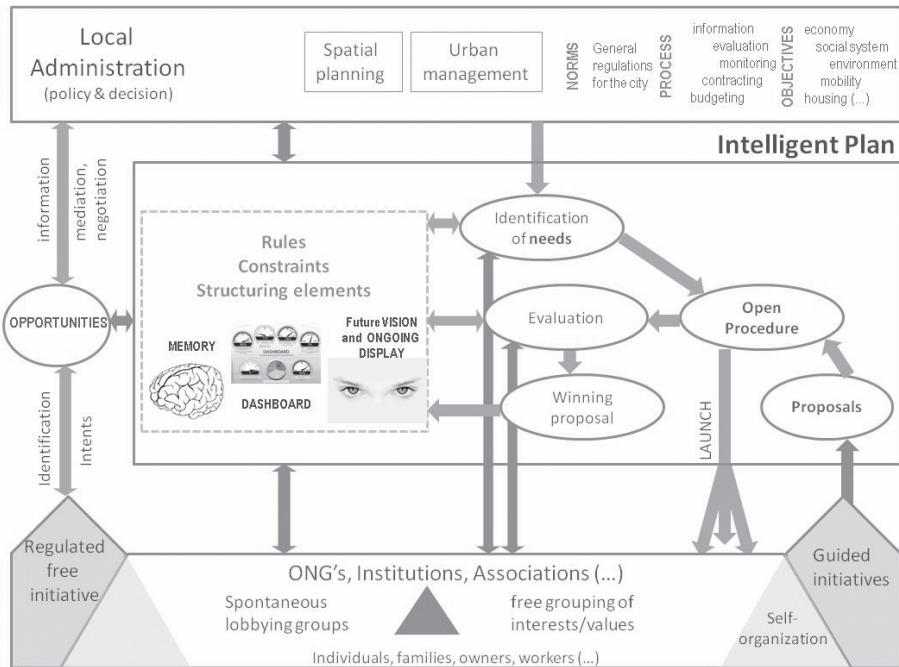 Local
Administration
(policy & decision)
Spatial
planning
Urban
management
NORMS
General
regulations
for the city
PROCESS
information
evaluation
monitoring
contracting
budgeting
OBJECTIVES
economy
social system
environment
mobility
housing (...)
Intelligent Plan
information
mediation,
negotiation
Identification
of needs
Rules
Constraints
Structuring elements
OPPORTUNITIES
Evaluation
Open
Procedure
MEMORY
DASHBOARD
DASHBOARD
Future VISION
and ONGOING
DISPLAY
Winning
proposal
Proposals
LAUNCH
Identification
Intents
Regulated
free
initiative
Guided
initiatives
ONG's, Institutions, Associations (...)
Spontaneous
lobbying groups
free grouping of
interests/values
Self-
organization
Individuals, families, owners, workers (...)